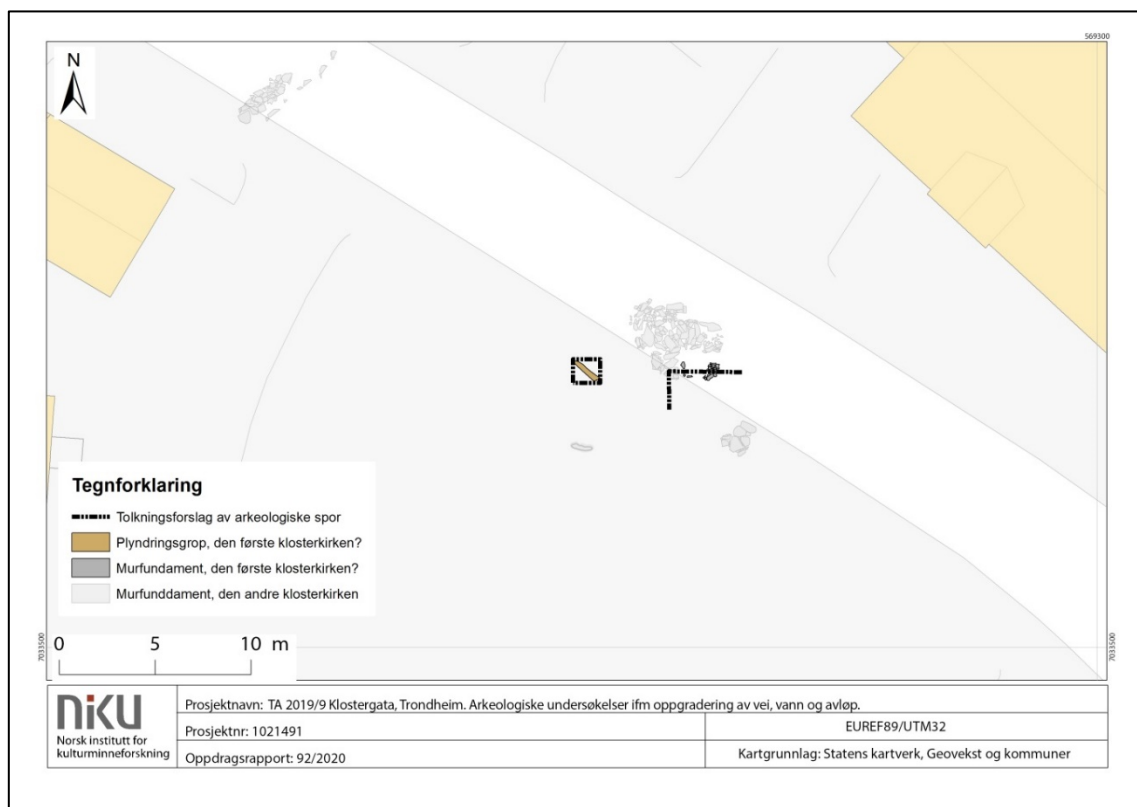 569300
N
Tegnforklaring
Tolkningsforslag av arkeologiske spor
Plyndringsgrop, den første klosterkirken?
Murfundament, den første klosterkirken?
Murfunddament, den andre klosterkirken
0 5 10 m
7033500
7033500
NIKU
Norsk institutt for
kulturminneforskning
Prosjektnavn: TA 2019/9 Klostergata, Trondheim. Arkeologiske undersøkelser ifm oppgradering av vei, vann og avløp.
Prosjektnr: 1021491
EUREF89/UTM32
Oppdragsrapport: 92/2020
Kartgrunnlag: Statens kartverk, Geovekst og kommuner